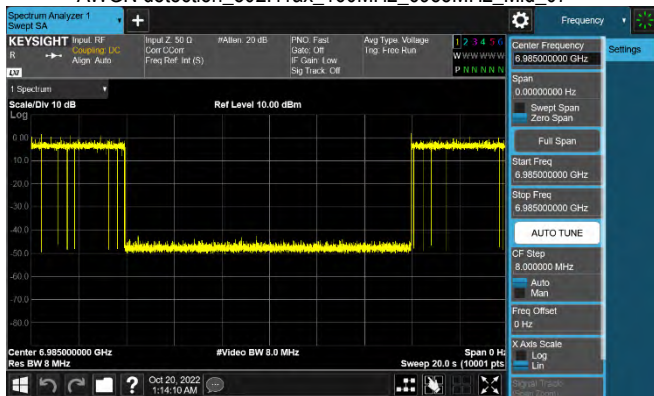 Spectrum Analyzer 1
Swept SA
+
Frequency
KEYSIGHT
R
Input: RF
Coupling: DC
Align: Auto
Input Z: 50 Ω
Corr CCorr
Freq Ref: Int (S)
#Atten: 20 dB
PNO: Fast
Gate: Off
IF Gain: Low
Sig Track: Off
Avg Type: Voltage
Trig: Free Run
1 2 3 4 5 6
W W W W W W
P N N N N N
1 Spectrum
Scale/Div 10 dB
Ref Level 10.00 dBm
Log
0.00
-10.0
-20.0
-30.0
-40.0
-50.0
-60.0
-70.0
-80.0
Center 6.985000000 GHz
Res BW 8 MHz
#Video BW 8.0 MHz
Span 0 Hz
Sweep 20.0 s (10001 pts
Oct 20, 2022
1:14:10 AM
Center Frequency
6.985000000 GHz
Settings
Span
0.00000000 Hz
Swept Span
Zero Span
Full Span
Start Freq
6.985000000 GHz
Stop Freq
6.985000000 GHz
AUTO TUNE
CF Step
8.000000 MHz
Auto
Man
Freq Offset
0 Hz
X Axis Scale
Log
Lin
Signal Track